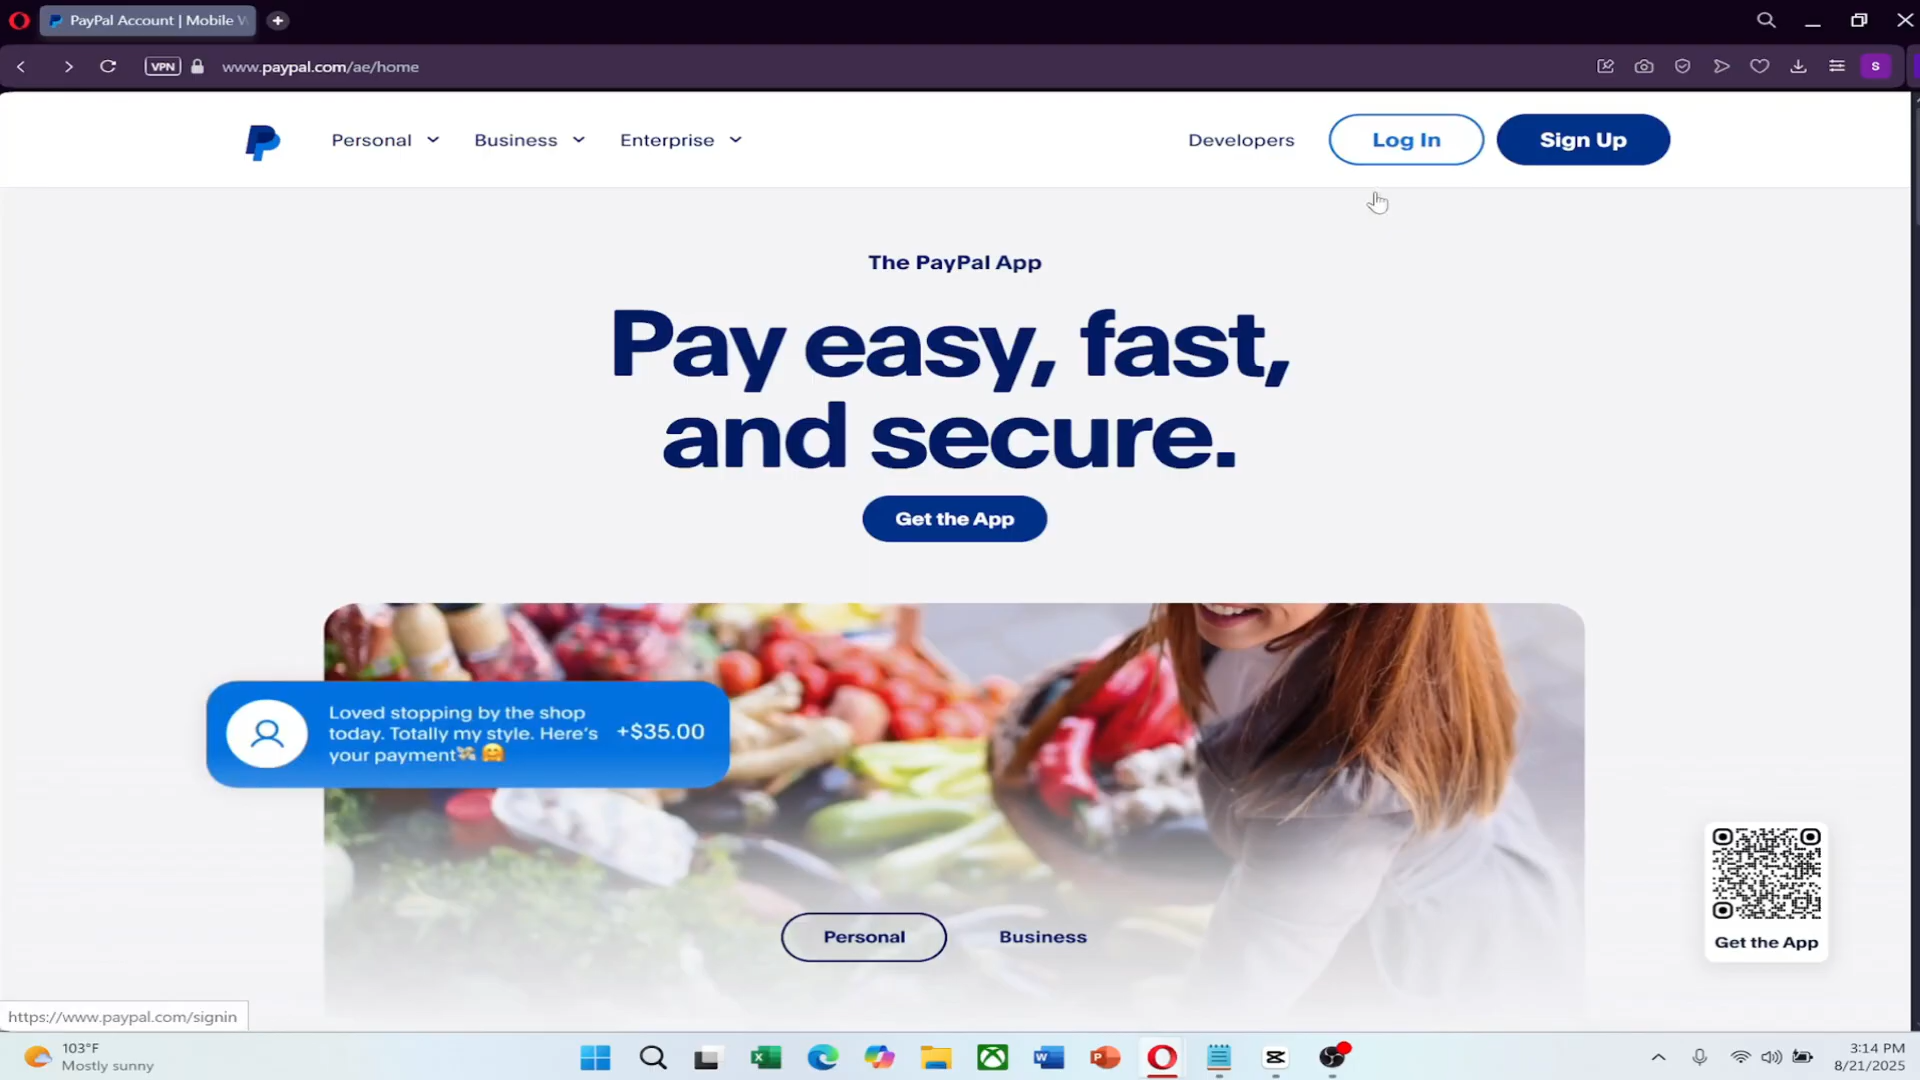 PayPal Account | Mobile W
VPN
www.paypal.com/ae/home
S
Personal
Business
Enterprise
Developers
Log In
Sign Up
The PayPal App
Pay easy, fast,
and secure.
Get the App
Loved stopping by the shop
today. Totally my style. Here's
your payment💸 🤗
+$35.00
Personal
Business
Get the App
https://www.paypal.com/signin
103°F
Mostly sunny
3:14 PM
8/21/2025